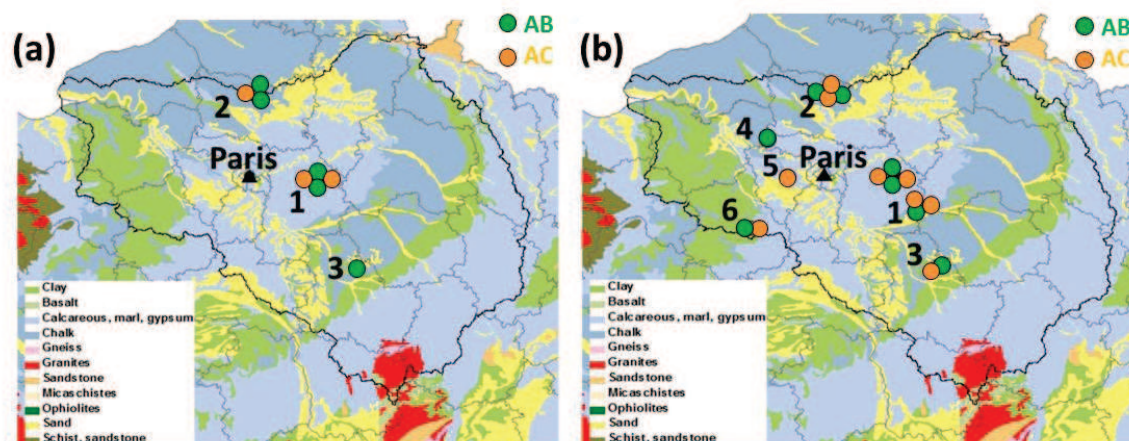 (a)
AB
AC
2
Paris
1
3
Clay
Basalt
Calcareous, marl, gypsum
Chalk
Gneiss
Granites
Sandstone
Micaschistes
Ophiolites
Sand
Schist, sandstone
(b)
AB
AC
2
4
5
Paris
1
6
3
Clay
Basalt
Calcareous, marl, gypsum
Chalk
Gneiss
Granites
Sandstone
Micaschistes
Ophiolites
Sand
Schist, sandstone